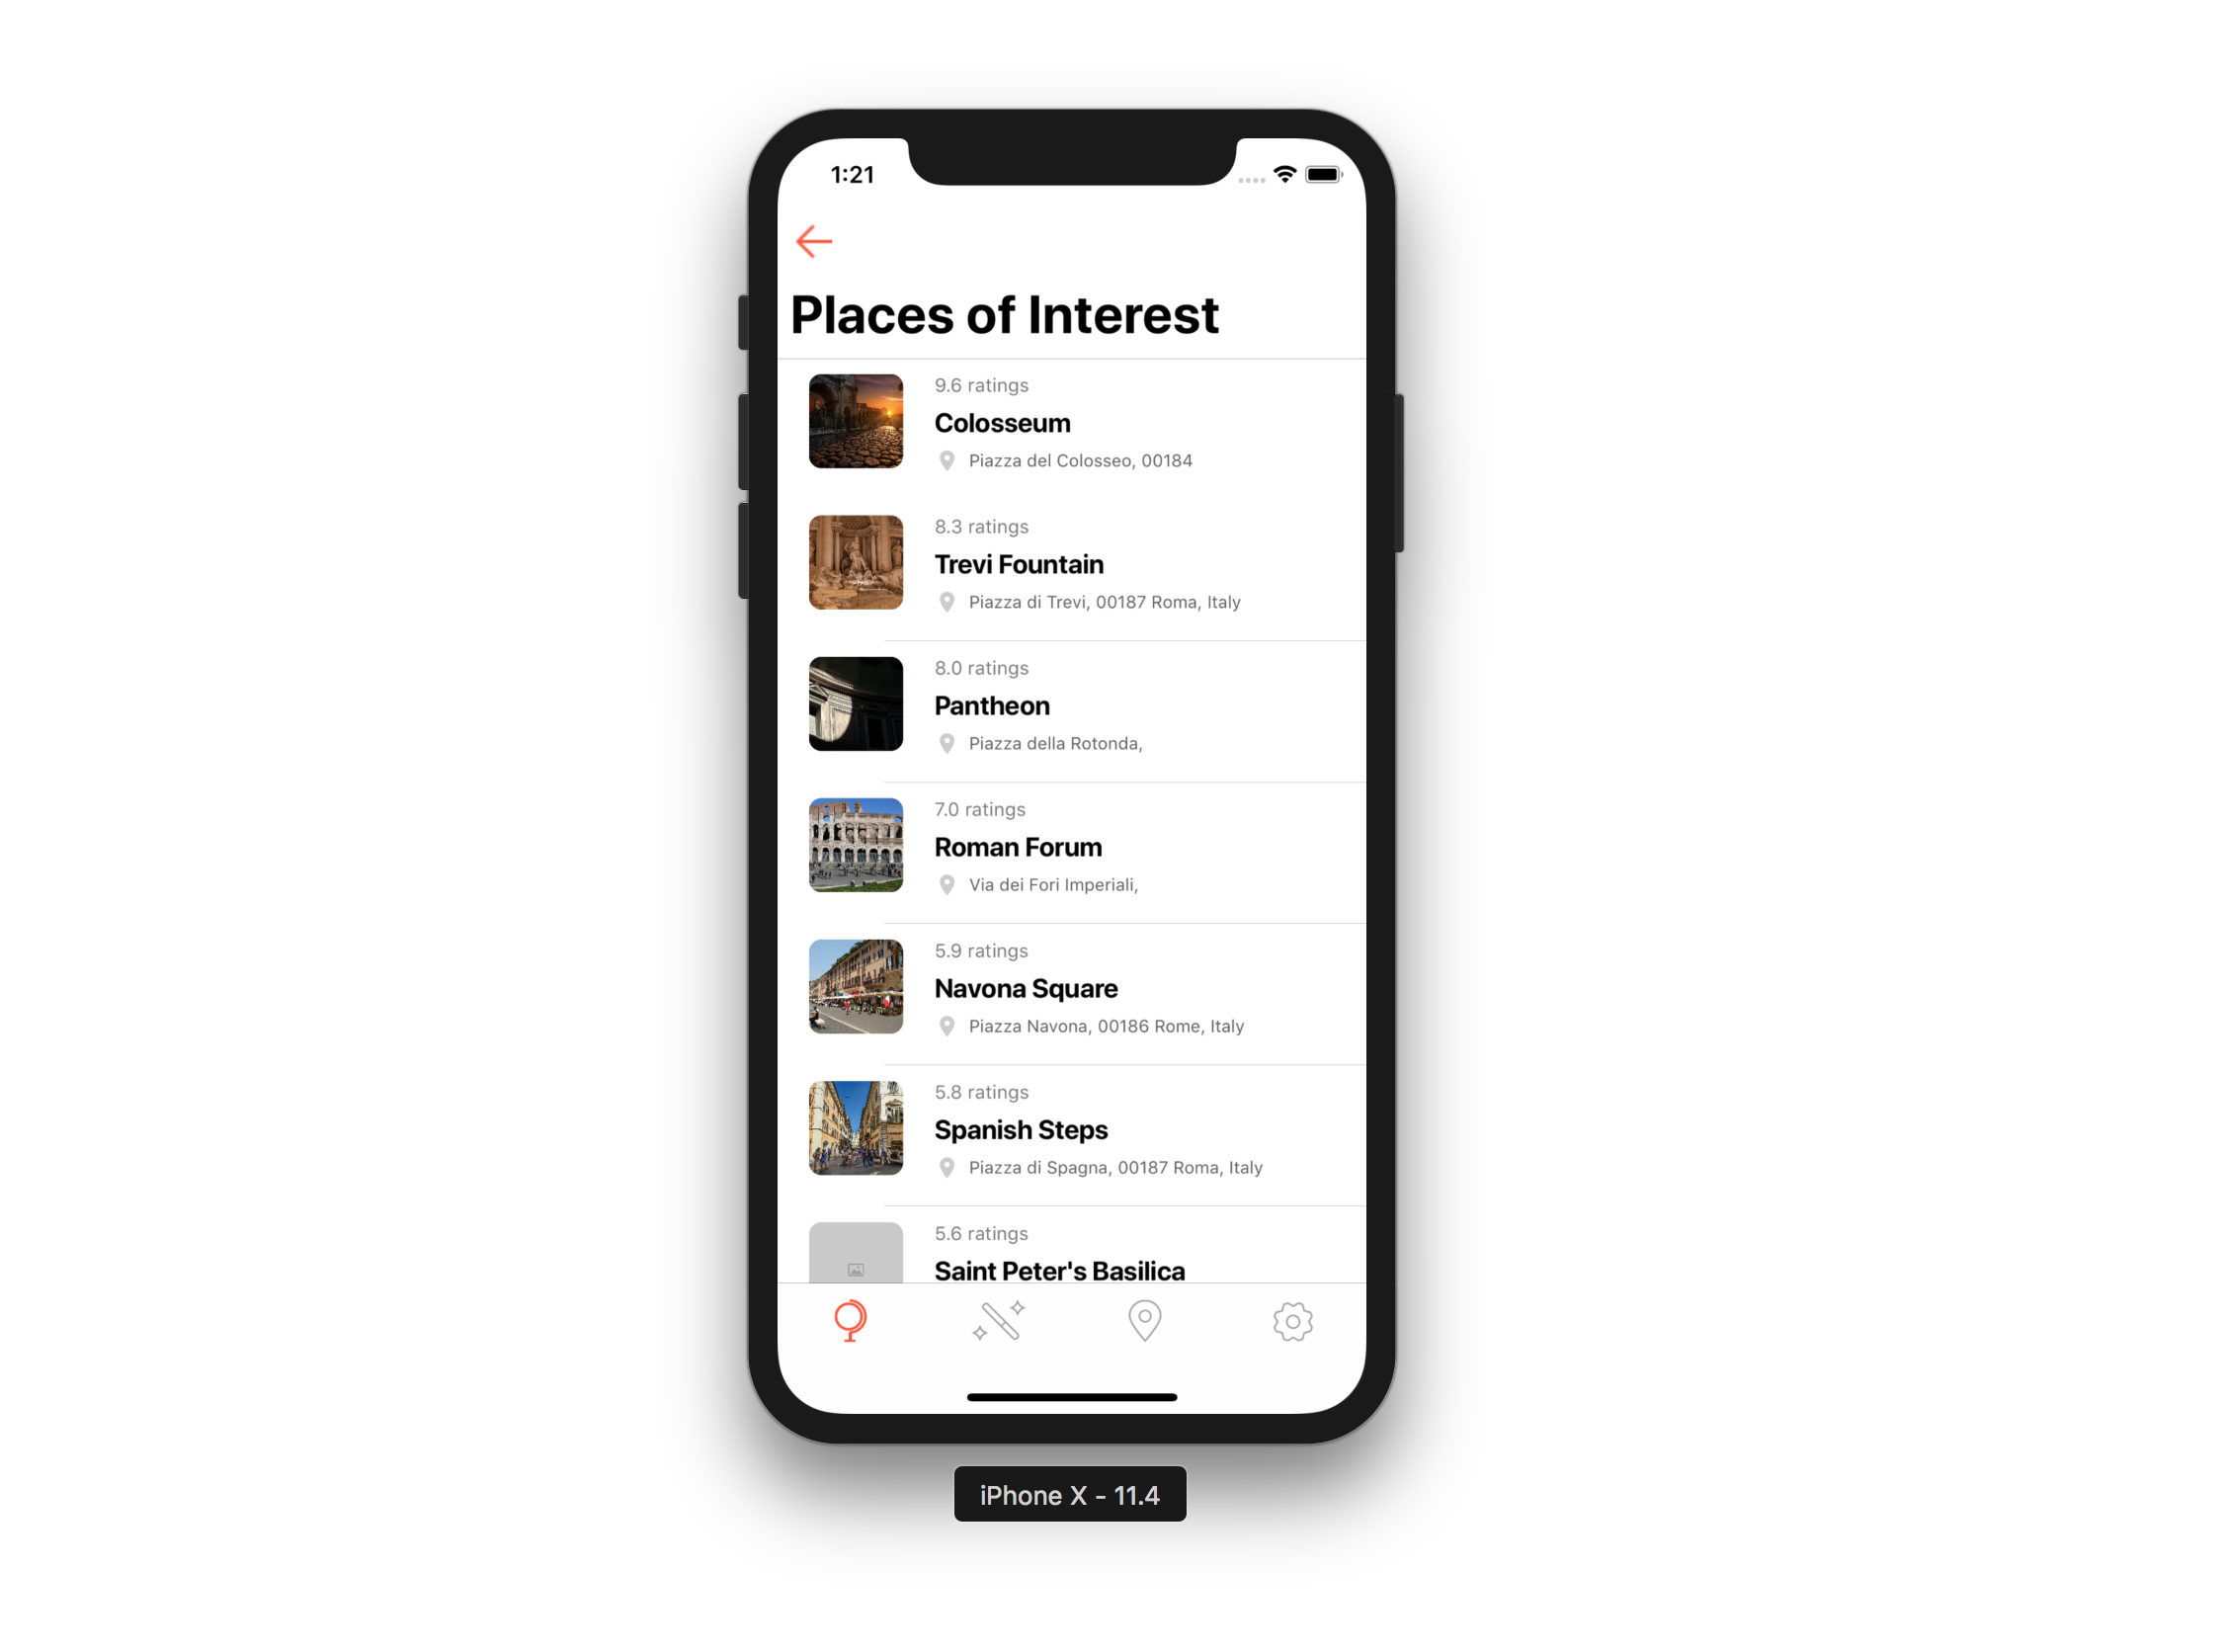 1:21
Places of Interest
9.6 ratings
Colosseum
Piazza del Colosseo, 00184
8.3 ratings
Trevi Fountain
Piazza di Trevi, 00187 Roma, Italy
8.0 ratings
Pantheon
Piazza della Rotonda,
7.0 ratings
Roman Forum
Via dei Fori Imperiali,
5.9 ratings
Navona Square
Piazza Navona, 00186 Rome, Italy
5.8 ratings
Spanish Steps
Piazza di Spagna, 00187 Roma, Italy
5.6 ratings
Saint Peter's Basilica
iPhone X - 11.4